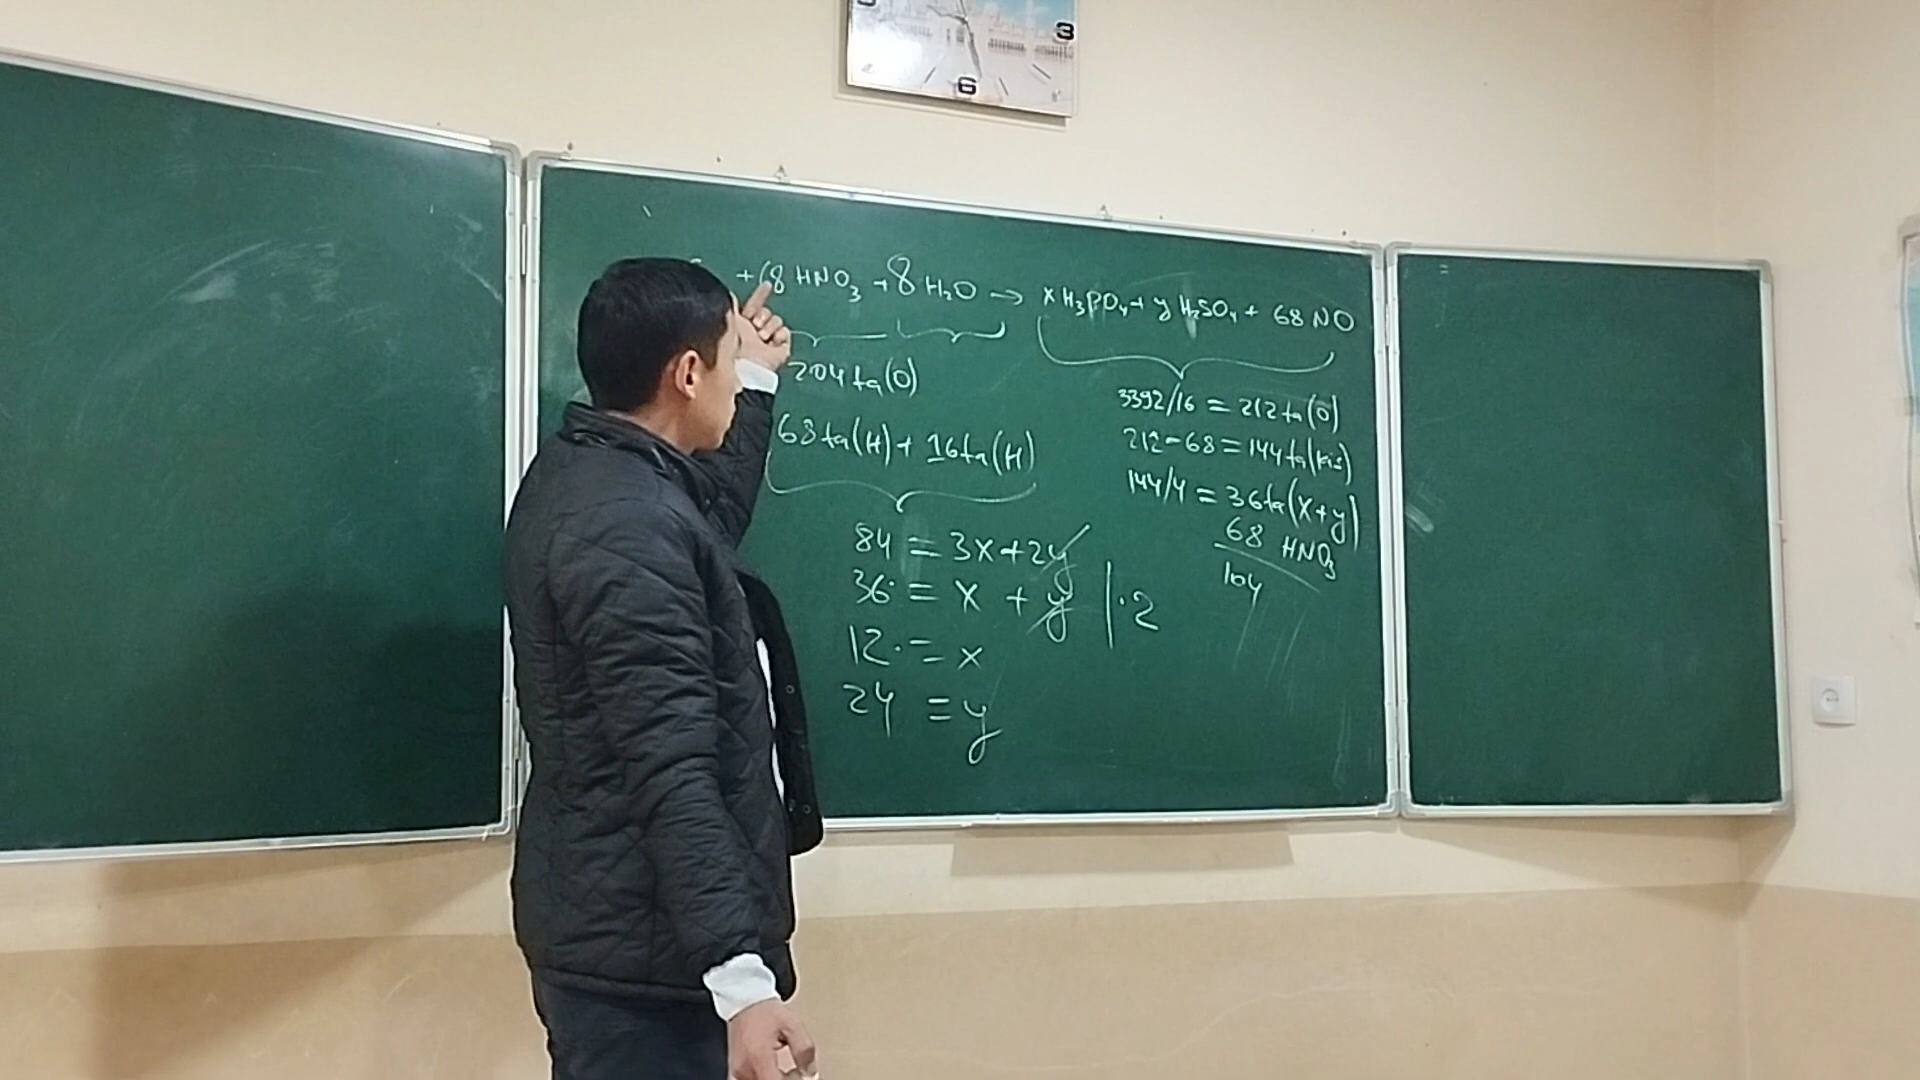 3
6
+ 68 HNO₃ + 8 H₂O → x H₃PO₄ + y H₂SO₄ + 68 NO
204 ta (O)
68 ta (H) + 16 ta (H)
84 = 3x + 2y
36 = x + y | · 2
12 = x
24 = y
3392/16 = 212 ta (O)
212 - 68 = 144 ta (kis)
144/4 = 36 ta (x + y)
68 HNO₃
104